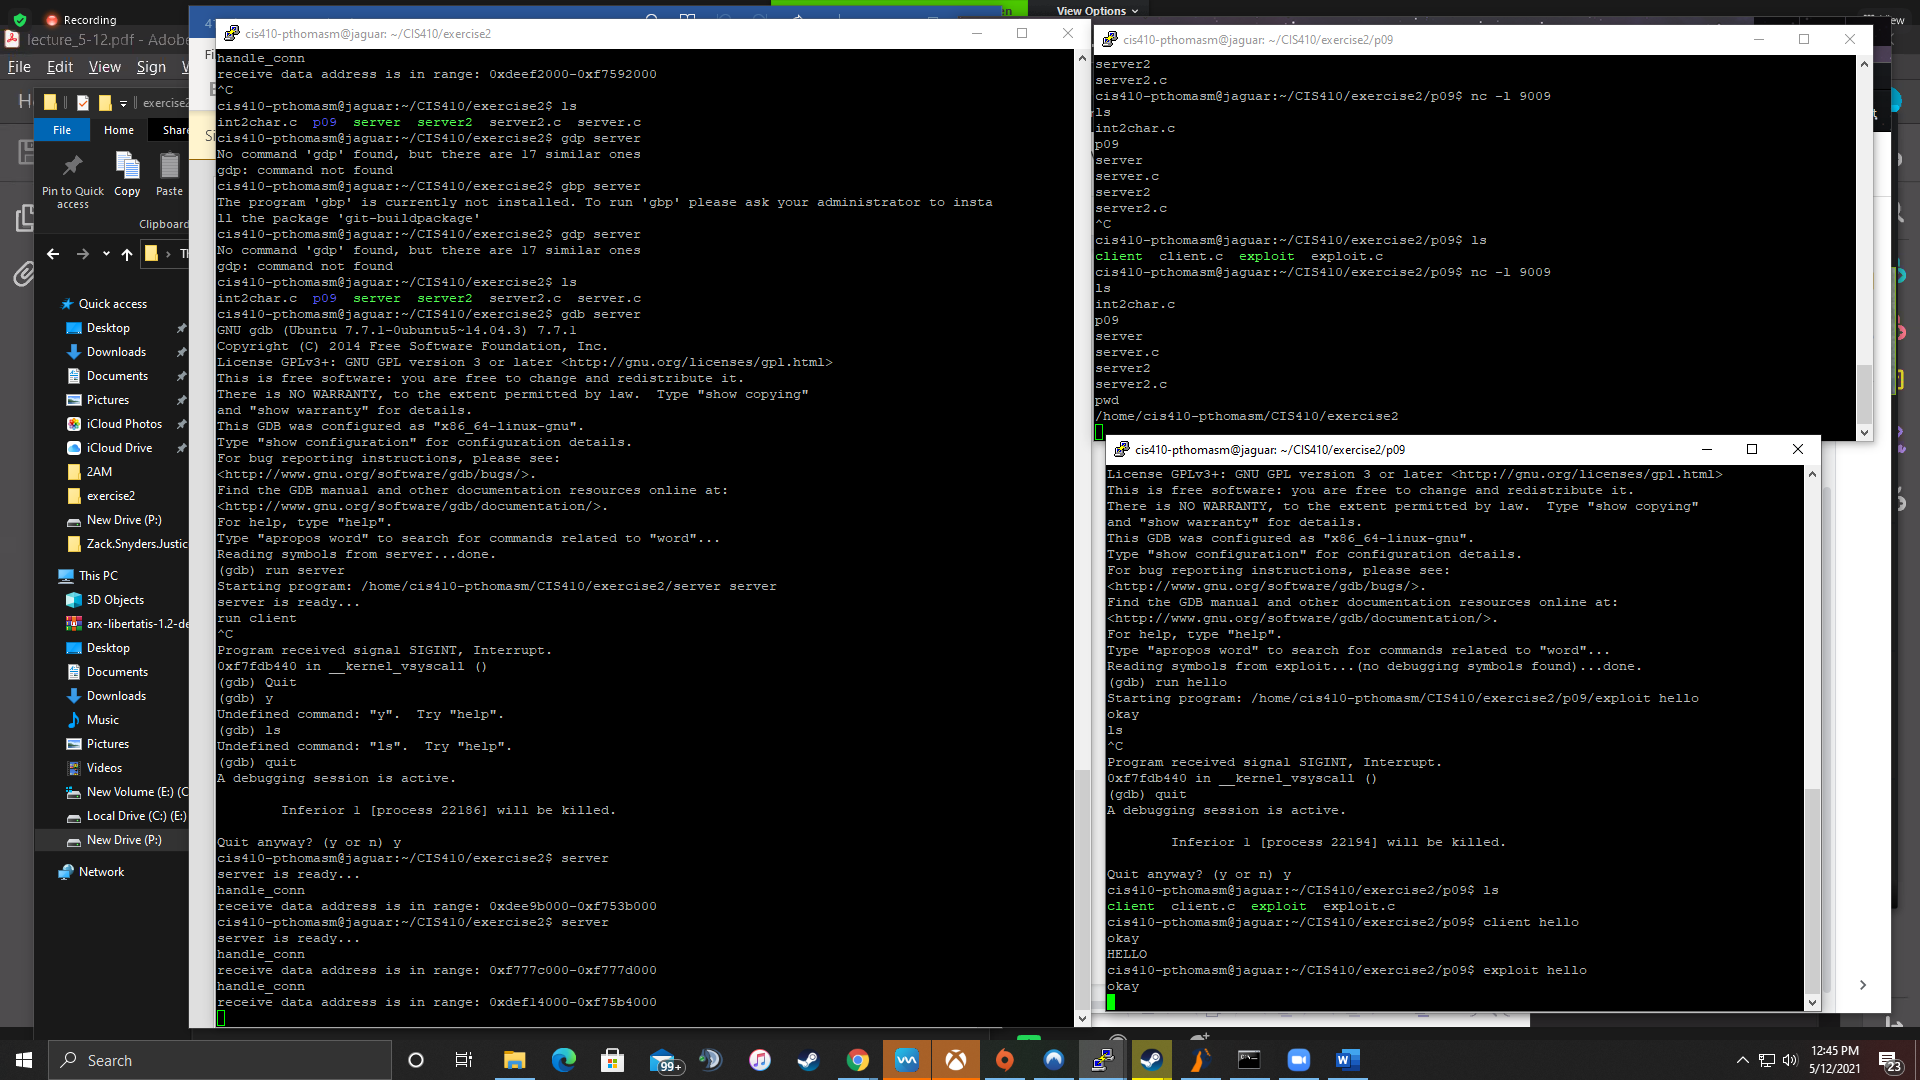 Recording
View Options
lecture_5-12.pdf - Adob
File Edit View Sign
exercise2
File Home Shar
Pin to Quick access
Copy
Paste
Clipboard
Quick access
Desktop
Downloads
Documents
Pictures
iCloud Photos
iCloud Drive
2AM
exercise2
New Drive (P:)
Zack.Snyders.Justic
This PC
3D Objects
arx-libertatis-1.2-de
Desktop
Documents
Downloads
Music
Pictures
Videos
New Volume (E:) (C
Local Drive (C:) (E:)
New Drive (P:)
Network
cis410-pthomasm@jaguar: ~/CIS410/exercise2
handle_conn
receive data address is in range: 0xdeef2000-0xf7592000
^C
cis410-pthomasm@jaguar:~/CIS410/exercise2$ ls
int2char.c p09 server server2 server2.c server.c
cis410-pthomasm@jaguar:~/CIS410/exercise2$ gdp server
No command 'gdp' found, but there are 17 similar ones
gdp: command not found
cis410-pthomasm@jaguar:~/CIS410/exercise2$ gbp server
The program 'gbp' is currently not installed. To run 'gbp' please ask your administrator to insta
ll the package 'git-buildpackage'
cis410-pthomasm@jaguar:~/CIS410/exercise2$ gdp server
No command 'gdp' found, but there are 17 similar ones
gdp: command not found
cis410-pthomasm@jaguar:~/CIS410/exercise2$ ls
int2char.c p09 server server2 server2.c server.c
cis410-pthomasm@jaguar:~/CIS410/exercise2$ gdb server
GNU gdb (Ubuntu 7.7.1-0ubuntu5~14.04.3) 7.7.1
Copyright (C) 2014 Free Software Foundation, Inc.
License GPLv3+: GNU GPL version 3 or later <http://gnu.org/licenses/gpl.html>
This is free software: you are free to change and redistribute it.
There is NO WARRANTY, to the extent permitted by law. Type "show copying"
and "show warranty" for details.
This GDB was configured as "x86_64-linux-gnu".
Type "show configuration" for configuration details.
For bug reporting instructions, please see:
<http://www.gnu.org/software/gdb/bugs/>.
Find the GDB manual and other documentation resources online at:
<http://www.gnu.org/software/gdb/documentation/>.
For help, type "help".
Type "apropos word" to search for commands related to "word"...
Reading symbols from server...done.
(gdb) run server
Starting program: /home/cis410-pthomasm/CIS410/exercise2/server server
server is ready...
run client
^C
Program received signal SIGINT, Interrupt.
0xf7fdb440 in __kernel_vsyscall ()
(gdb) Quit
(gdb) y
Undefined command: "y". Try "help".
(gdb) ls
Undefined command: "ls". Try "help".
(gdb) quit
A debugging session is active.
Inferior 1 [process 22186] will be killed.
Quit anyway? (y or n) y
cis410-pthomasm@jaguar:~/CIS410/exercise2$ server
server is ready...
handle_conn
receive data address is in range: 0xdee9b000-0xf753b000
cis410-pthomasm@jaguar:~/CIS410/exercise2$ server
server is ready...
handle_conn
receive data address is in range: 0xf777c000-0xf777d000
handle_conn
receive data address is in range: 0xdef14000-0xf75b4000
cis410-pthomasm@jaguar: ~/CIS410/exercise2/p09
server2
server2.c
cis410-pthomasm@jaguar:~/CIS410/exercise2/p09$ nc -l 9009
ls
int2char.c
p09
server
server.c
server2
server2.c
^C
cis410-pthomasm@jaguar:~/CIS410/exercise2/p09$ ls
client client.c exploit exploit.c
cis410-pthomasm@jaguar:~/CIS410/exercise2/p09$ nc -l 9009
ls
int2char.c
p09
server
server.c
server2
server2.c
pwd
/home/cis410-pthomasm/CIS410/exercise2
cis410-pthomasm@jaguar: ~/CIS410/exercise2/p09
License GPLv3+: GNU GPL version 3 or later <http://gnu.org/licenses/gpl.html>
This is free software: you are free to change and redistribute it.
There is NO WARRANTY, to the extent permitted by law. Type "show copying"
and "show warranty" for details.
This GDB was configured as "x86_64-linux-gnu".
Type "show configuration" for configuration details.
For bug reporting instructions, please see:
<http://www.gnu.org/software/gdb/bugs/>.
Find the GDB manual and other documentation resources online at:
<http://www.gnu.org/software/gdb/documentation/>.
For help, type "help".
Type "apropos word" to search for commands related to "word"...
Reading symbols from exploit...(no debugging symbols found)...done.
(gdb) run hello
Starting program: /home/cis410-pthomasm/CIS410/exercise2/p09/exploit hello
okay
ls
^C
Program received signal SIGINT, Interrupt.
0xf7fdb440 in __kernel_vsyscall ()
(gdb) quit
A debugging session is active.
Inferior 1 [process 22194] will be killed.
Quit anyway? (y or n) y
cis410-pthomasm@jaguar:~/CIS410/exercise2/p09$ ls
client client.c exploit exploit.c
cis410-pthomasm@jaguar:~/CIS410/exercise2/p09$ client hello
okay
HELLO
cis410-pthomasm@jaguar:~/CIS410/exercise2/p09$ exploit hello
okay
Search
99+
12:45 PM
5/12/2021
23